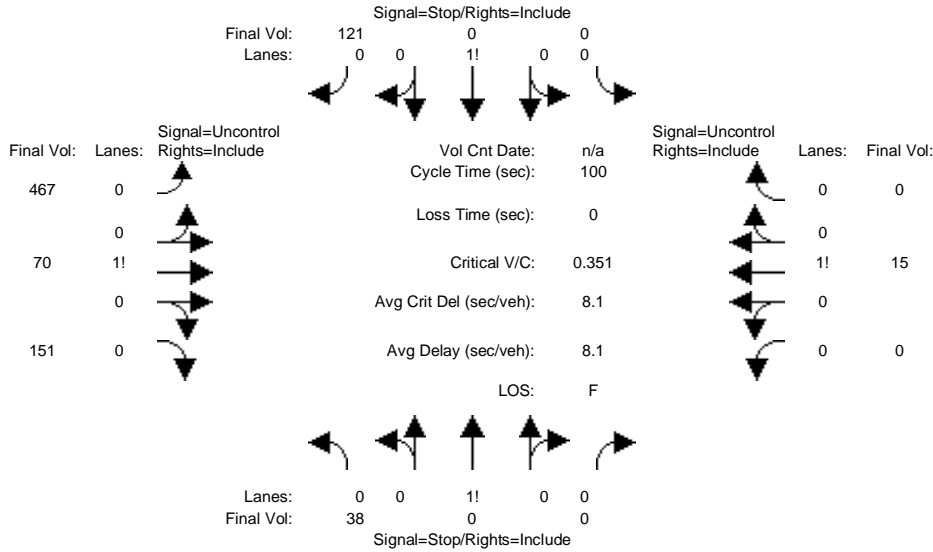 Signal=Stop/Rights=Include
Final Vol: 121 0 0
Lanes: 0 0 1! 0 0
Signal=Uncontrol Signal=Uncontrol
Final Vol: Lanes: Rights=Include Vol Cnt Date: n/a Rights=Include Lanes: Final Vol:
Cycle Time (sec): 100
467 0 0 0
Loss Time (sec): 0
0 0
70 1! Critical V/C: 0.351 1! 15
0 Avg Crit Del (sec/veh): 8.1 0
151 0 Avg Delay (sec/veh): 8.1 0 0
LOS: F
Lanes: 0 0 1! 0 0
Final Vol: 38 0 0
Signal=Stop/Rights=Include